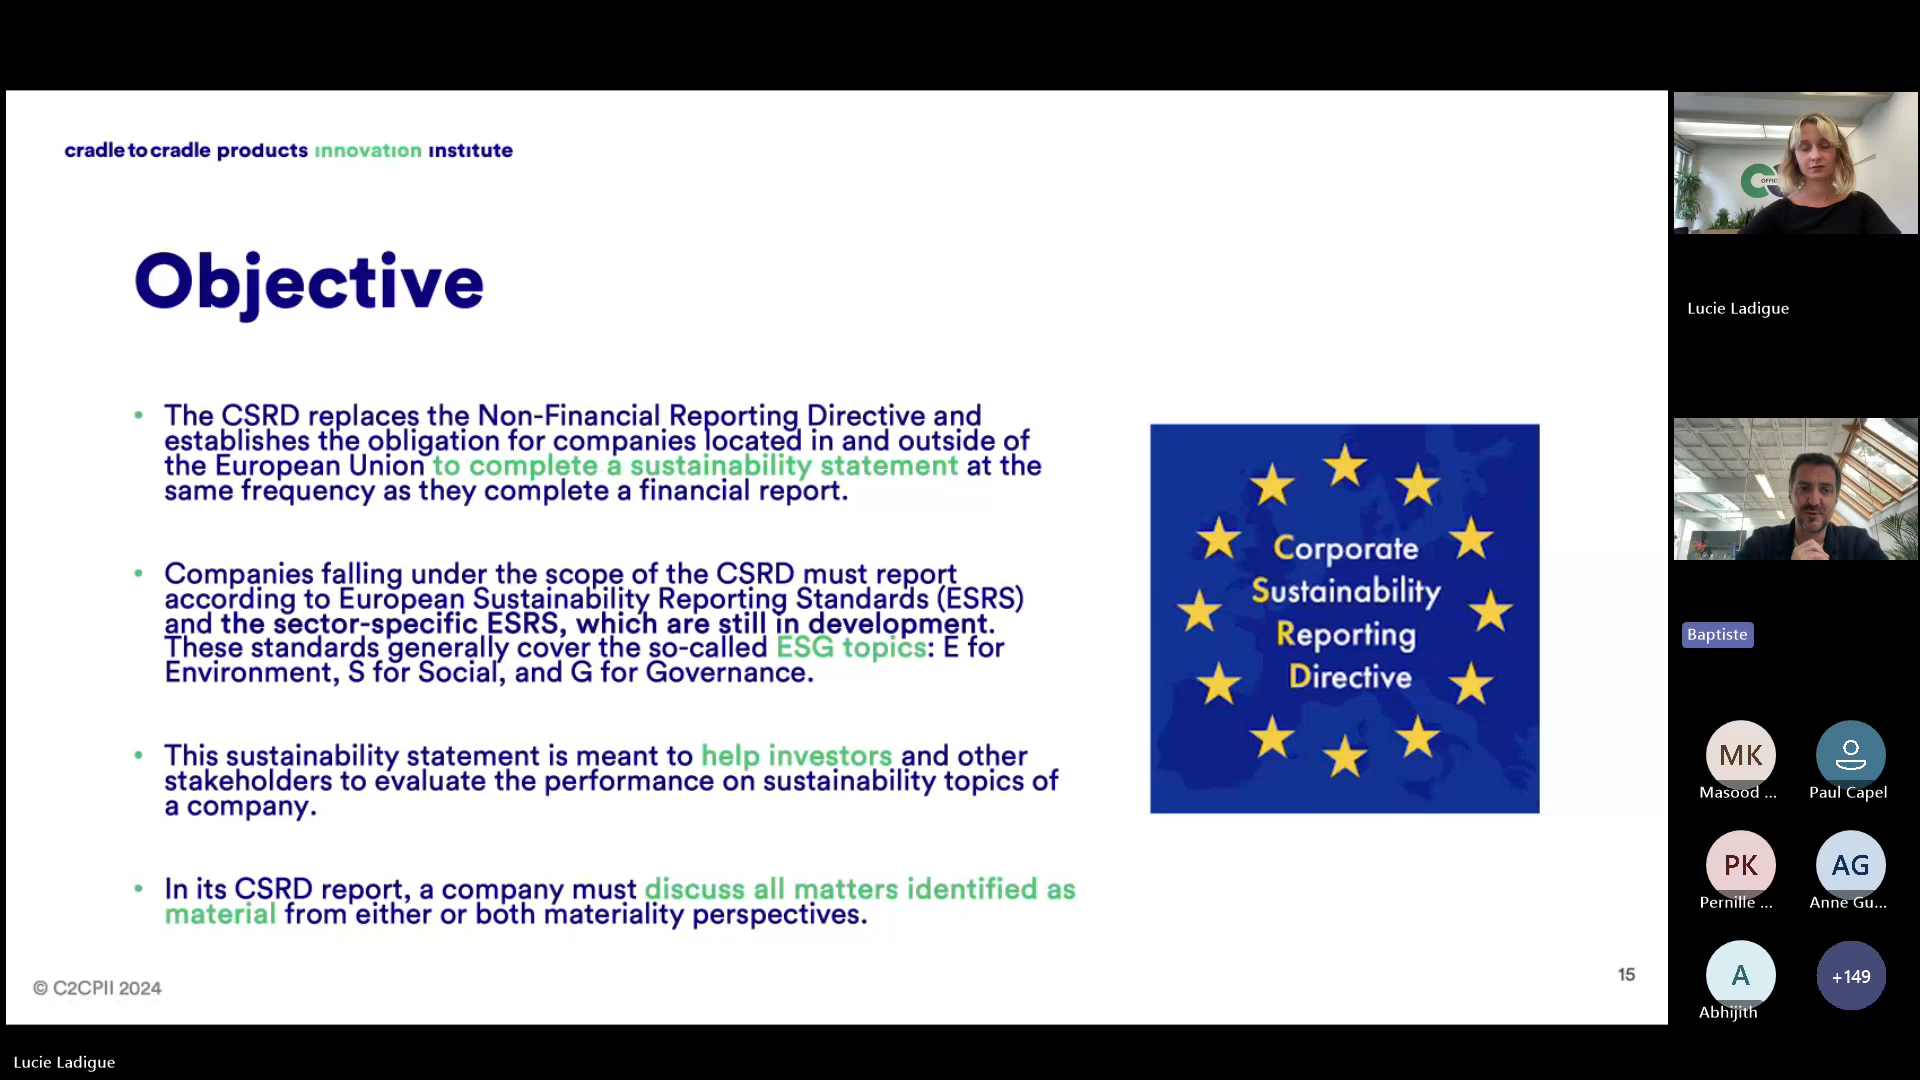 cradle to cradle products innovation institute
Objective
• The CSRD replaces the Non-Financial Reporting Directive and
establishes the obligation for companies located in and outside of
the European Union to complete a sustainability statement at the
same frequency as they complete a financial report.
• Companies falling under the scope of the CSRD must report
according to European Sustainability Reporting Standards (ESRS)
and the sector-specific ESRS, which are still in development.
These standards generally cover the so-called ESG topics: E for
Environment, S for Social, and G for Governance.
• This sustainability statement is meant to help investors and other
stakeholders to evaluate the performance on sustainability topics of
a company.
• In its CSRD report, a company must discuss all matters identified as
material from either or both materiality perspectives.
Corporate
Sustainability
Reporting
Directive
© C2CPII 2024
15
Lucie Ladigue
Lucie Ladigue
Baptiste
MK
Masood ...
Paul Capel
PK
Pernille ...
AG
Anne Gu...
A
Abhijith
+149